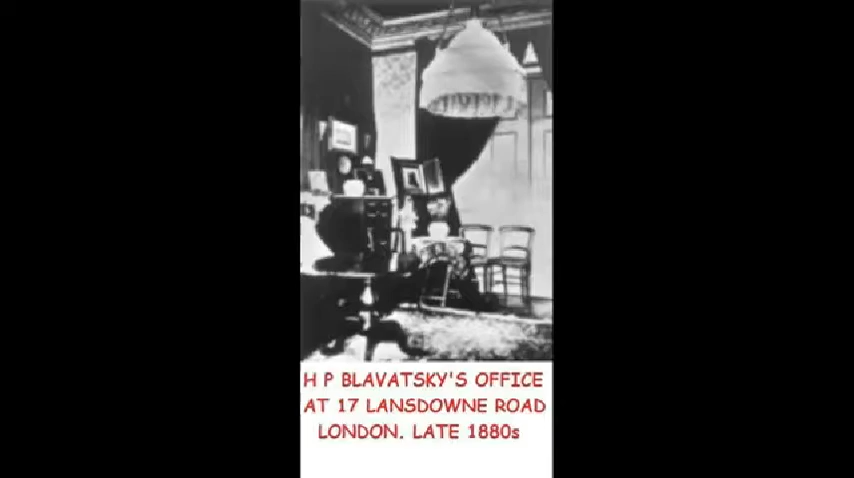 H P BLAVATSKY'S OFFICE
AT 17 LANSDOWNE ROAD
LONDON. LATE 1880s